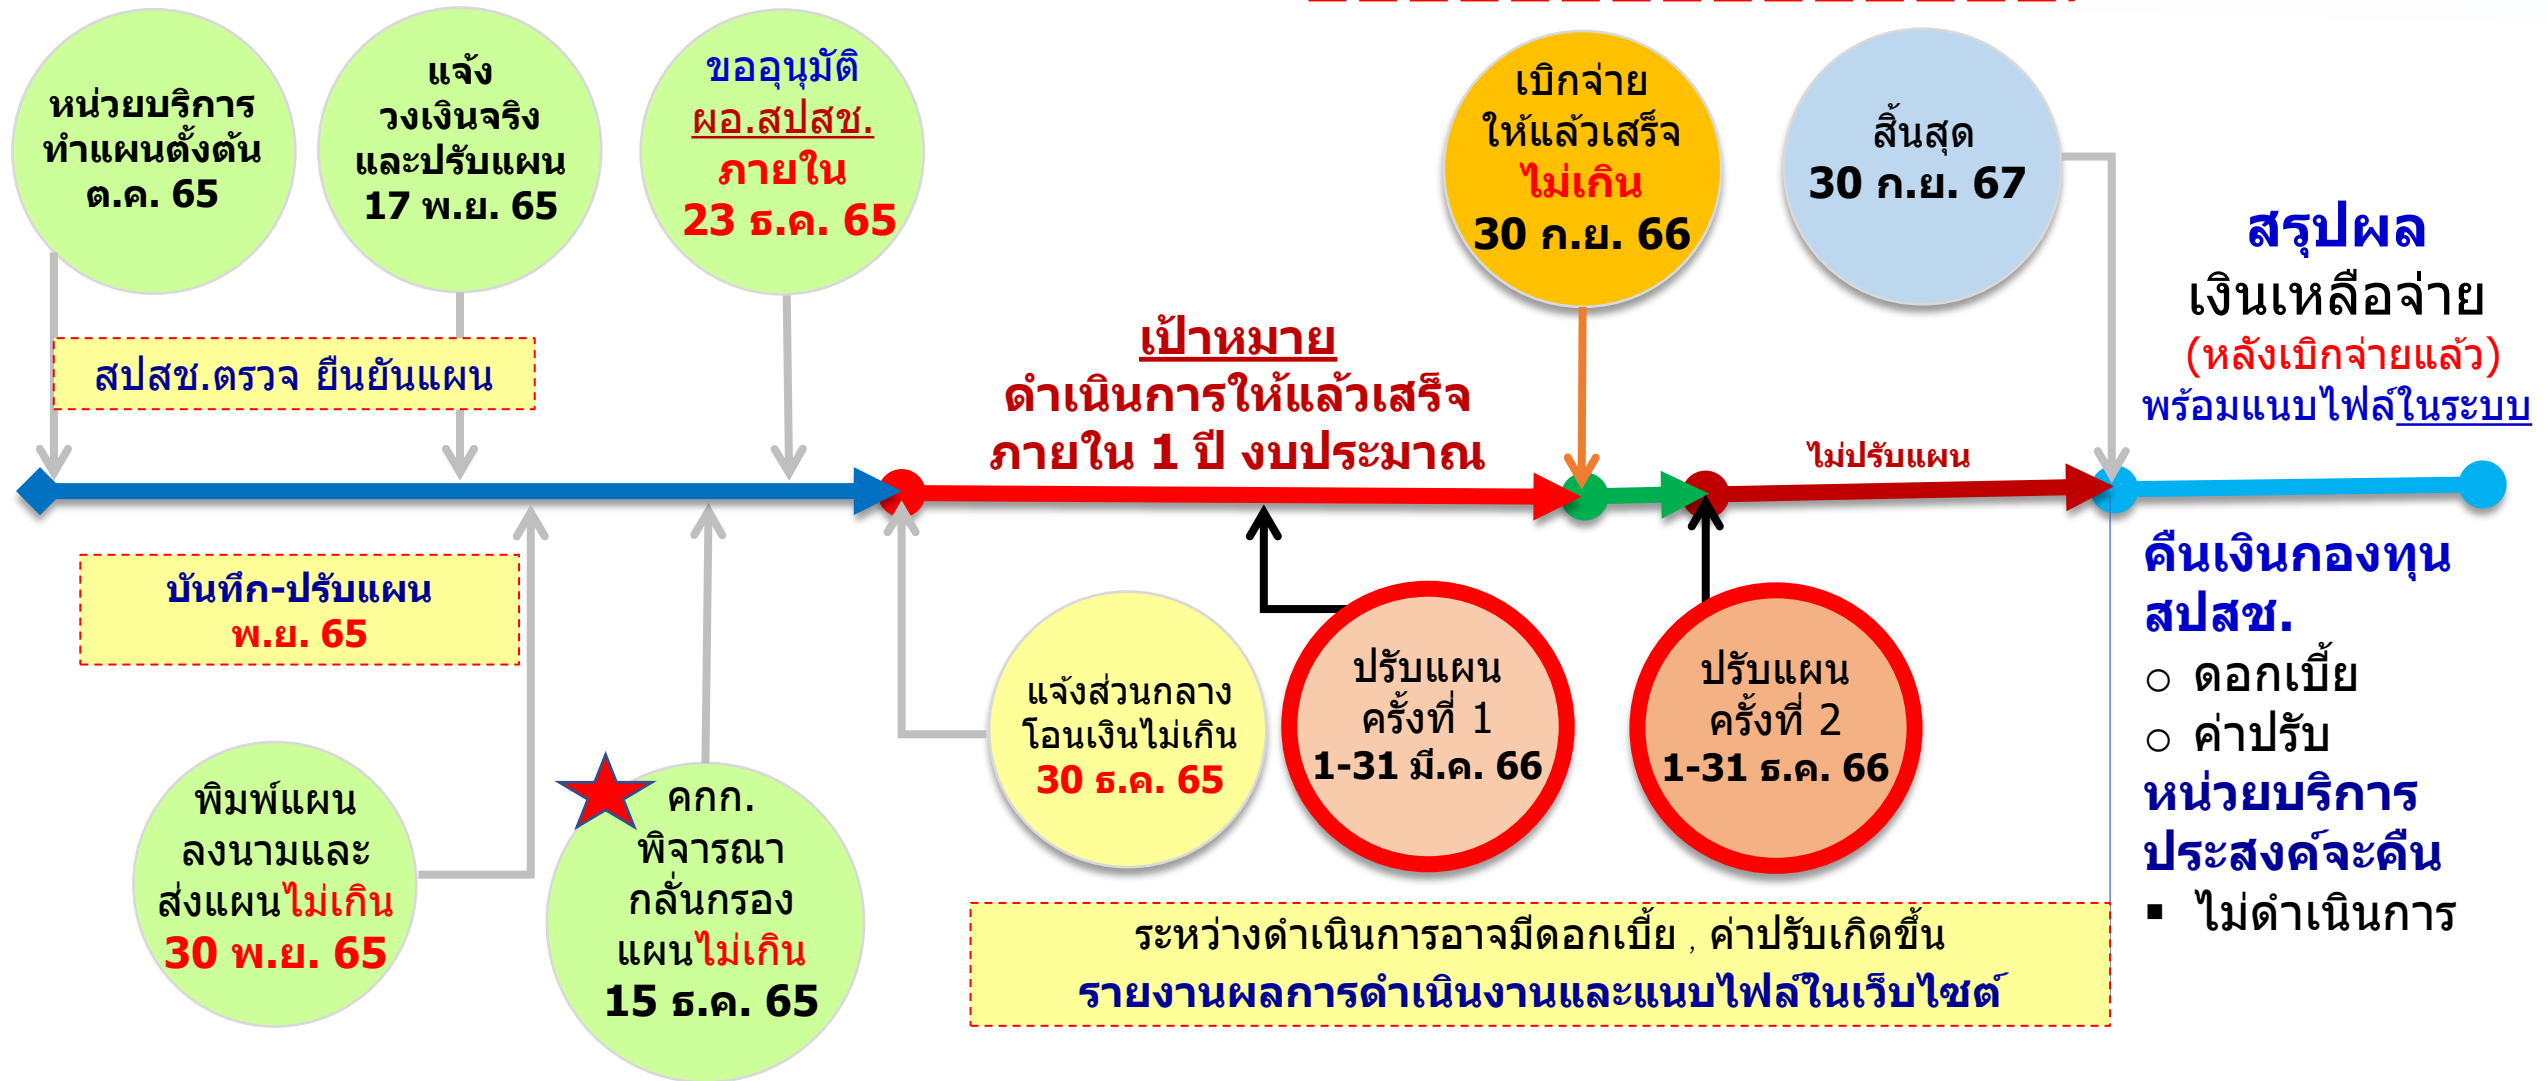 หน่วยบริการ
ทำแผนตั้งต้น
ต.ค. 65
แจ้ง
วงเงินจริง
และปรับแผน
17 พ.ย. 65
ขออนุมัติ
ผอ.สปสช.
ภายใน
23 ธ.ค. 65
เบิกจ่าย
ให้แล้วเสร็จ
ไม่เกิน
30 ก.ย. 66
สิ้นสุด
30 ก.ย. 67
สปสช.ตรวจ ยืนยันแผน
เป้าหมาย
ดำเนินการให้แล้วเสร็จ
ภายใน 1 ปี งบประมาณ
ไม่ปรับแผน
สรุปผล
เงินเหลือจ่าย
(หลังเบิกจ่ายแล้ว)
พร้อมแนบไฟล์ในระบบ
บันทึก-ปรับแผน
พ.ย. 65
พิมพ์แผน
ลงนามและ
ส่งแผนไม่เกิน
30 พ.ย. 65
คกก.
พิจารณา
กลั่นกรอง
แผนไม่เกิน
15 ธ.ค. 65
แจ้งส่วนกลาง
โอนเงินไม่เกิน
30 ธ.ค. 65
ปรับแผน
ครั้งที่ 1
1-31 มี.ค. 66
ปรับแผน
ครั้งที่ 2
1-31 ธ.ค. 66
ระหว่างดำเนินการอาจมีดอกเบี้ย , ค่าปรับเกิดขึ้น
รายงานผลการดำเนินงานและแนบไฟล์ในเว็บไซต์
คืนเงินกองทุน
สปสช.
o ดอกเบี้ย
o ค่าปรับ
หน่วยบริการ
ประสงค์จะคืน
▪ ไม่ดำเนินการ